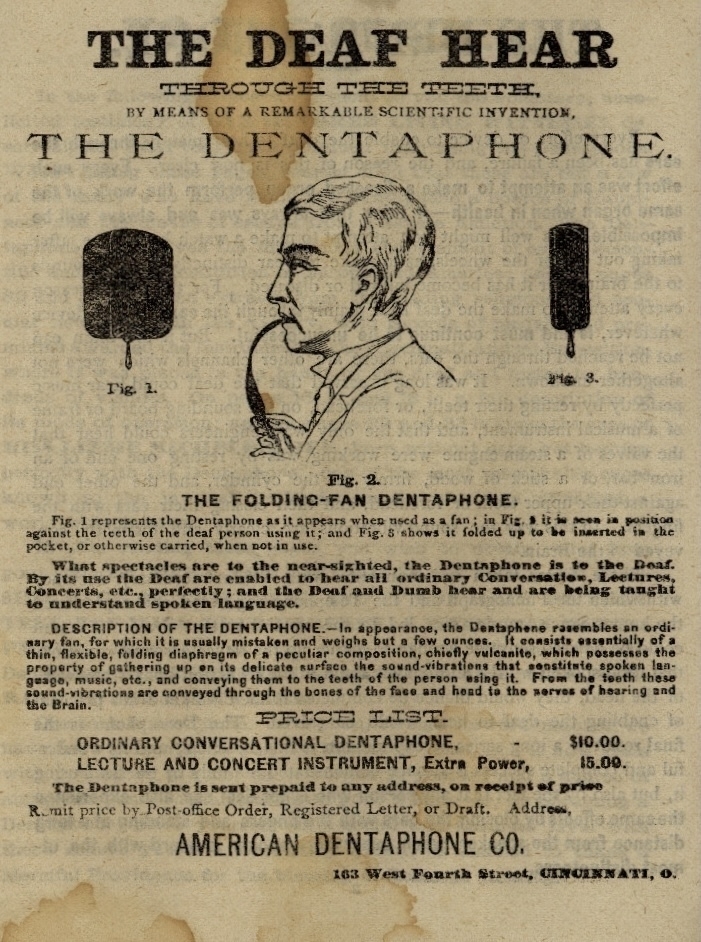 THE DEAF HEAR
THROUGH THE TEETH,
BY MEANS OF A REMARKABLE SCIENTIFIC INVENTION,
THE DENTAPHONE.
Fig. 1.
Fig. 3.
Fig. 2.
THE FOLDING-FAN DENTAPHONE.
Fig. 1 represents the Dentaphone as it appears when used as a fan; in Fig. 2 it is seen in position
against the teeth of the deaf person using it; and Fig. 3 shows it folded up to be inserted in the
pocket, or otherwise carried, when not in use.
What spectacles are to the near-sighted, the Dentaphone is to the Deaf.
By its use the Deaf are enabled to hear all ordinary Conversation, Lectures,
Concerts, etc., perfectly; and the Deaf and Dumb hear and are being taught
to understand spoken language.
DESCRIPTION OF THE DENTAPHONE.—In appearance, the Dentaphone resembles an ordi-
nary fan, for which it is usually mistaken and weighs but a few ounces. It consists essentially of a
thin, flexible, folding diaphragm of a peculiar composition, chiefly vulcanite, which possesses the
property of gathering up on its delicate surface the sound-vibrations that constitute spoken lan-
guage, music, etc., and conveying them to the teeth of the person using it. From the teeth these
sound-vibrations are conveyed through the bones of the face and head to the nerves of hearing and
the Brain.
PRICE LIST.
ORDINARY CONVERSATIONAL DENTAPHONE, - $10.00.
LECTURE AND CONCERT INSTRUMENT, Extra Power, 15.00.
The Dentaphone is sent prepaid to any address, on receipt of price
Remit price by Post-office Order, Registered Letter, or Draft. Address,
AMERICAN DENTAPHONE CO.
163 West Fourth Street, CINCINNATI, O.